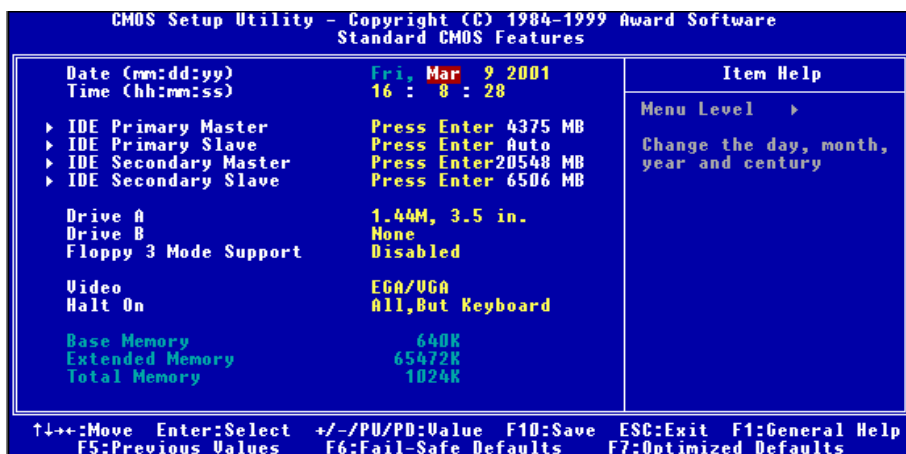 CMOS Setup Utility - Copyright (C) 1984-1999 Award Software
Standard CMOS Features
Date (mm:dd:yy) Fri, Mar 9 2001
Time (hh:mm:ss) 16 : 8 : 28
IDE Primary Master Press Enter 4375 MB
IDE Primary Slave Press Enter Auto
IDE Secondary Master Press Enter20548 MB
IDE Secondary Slave Press Enter 6506 MB
Drive A 1.44M, 3.5 in.
Drive B None
Floppy 3 Mode Support Disabled
Video EGA/VGA
Halt On All,But Keyboard
Base Memory 640K
Extended Memory 65472K
Total Memory 1024K
Item Help
Menu Level ▸
Change the day, month,
year and century
↑↓→←:Move Enter:Select +/-/PU/PD:Value F10:Save ESC:Exit F1:General Help
F5:Previous Values F6:Fail-Safe Defaults F7:Optimized Defaults